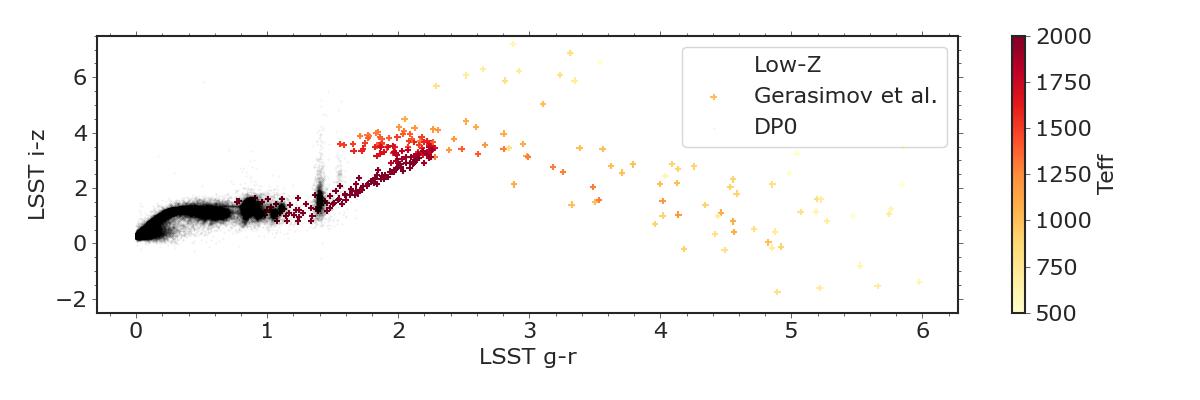 LSST i-z
6
4
2
0
−2
0 1 2 3 4 5 6
LSST g-r
Low-Z
Gerasimov et al.
DP0
2000
1750
1500
1250
1000
750
500
Teff